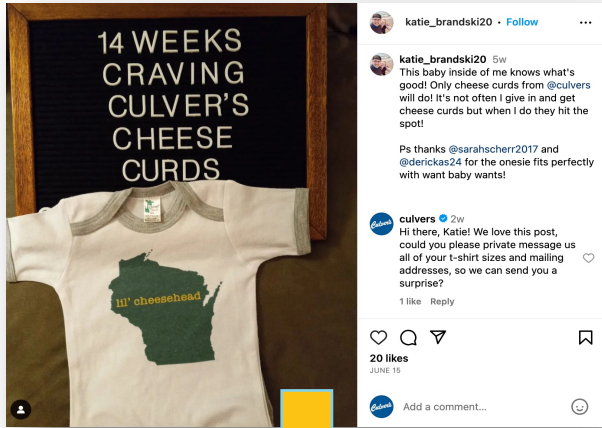 14 WEEKS
CRAVING
CULVER'S
CHEESE
CURDS
lil' cheesehead
katie_brandski20 • Follow
katie_brandski20 5w
This baby inside of me knows what's
good! Only cheese curds from @culvers
will do! It's not often I give in and get
cheese curds but when I do they hit the
spot!
Ps thanks @sarahscherr2017 and
@derickas24 for the onesie fits perfectly
with want baby wants!
Culver's
culvers 2w
Hi there, Katie! We love this post,
could you please private message us
all of your t-shirt sizes and mailing
addresses, so we can send you a
surprise?
1 like Reply
20 likes
JUNE 15
Culver's
Add a comment...